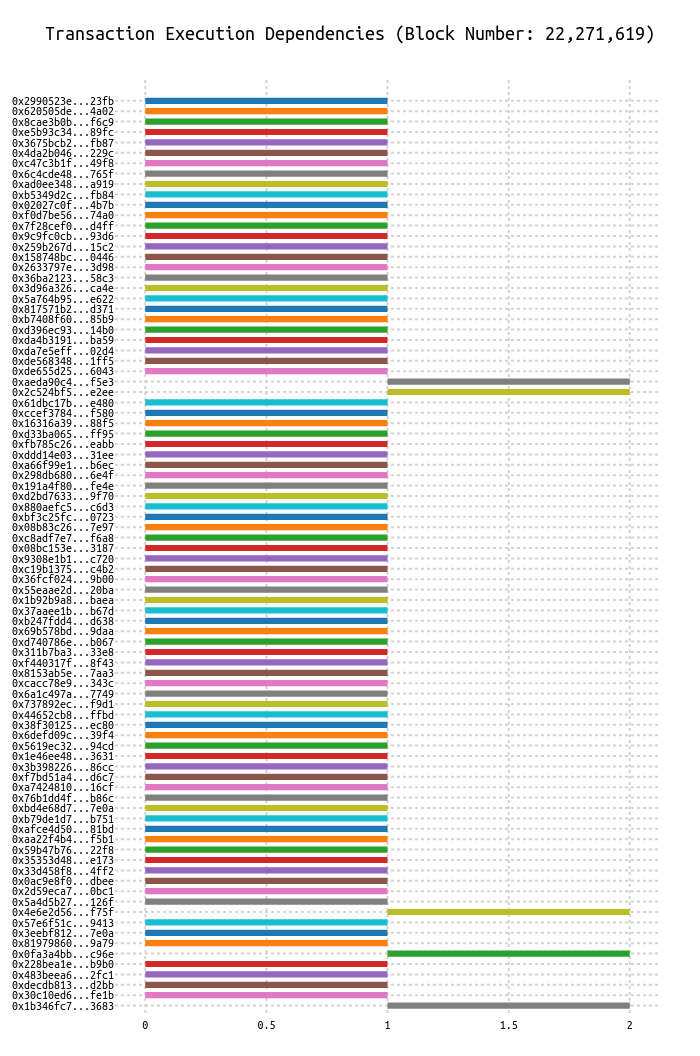 Transaction Execution Dependencies (Block Number: 22,271,619)
0x2990523e...23fb
0x620505de...4a02
0x8cae3b0b...f6c9
0xe5b93c34...89fc
0x3675bcb2...fb87
0x4da2b046...229c
0xc47c3b1f...49f8
0x6c4cde48...765f
0xad0ee348...a919
0xb5349d2c...fb84
0x02027c0f...4b7b
0xf0d7be56...74a0
0x7f28cef0...d4ff
0x9c9fc0cb...93d6
0x259b267d...15c2
0x158748bc...0446
0x2633797e...3d98
0x36ba2123...58c3
0x3d96a326...ca4e
0x5a764b95...e622
0x817571b2...d371
0xb7408f60...85b9
0xd396ec93...14b0
0xda4b3191...ba59
0xda7e5eff...02d4
0xde568348...1ff5
0xde655d25...6043
0xaeda90c4...f5e3
0x2c524bf5...e2ee
0x61dbc17b...e480
0xccef3784...f580
0x16316a39...88f5
0xd33ba065...ff95
0xfb785c26...eabb
0xddd14e03...31ee
0xa66f99e1...b6ec
0x298db680...6e4f
0x191a4f80...fe4e
0xd2bd7633...9f70
0x880aefc5...c6d3
0xbf3c25fc...0723
0x08b83c26...7e97
0xc8adf7e7...f6a8
0x08bc153e...3187
0x9308e1b1...c720
0xc19b1375...c4b2
0x36fcf024...9b00
0x55eaae2d...20ba
0x1b92b9a8...baea
0x37aaee1b...b67d
0xb247fdd4...d638
0x69b578bd...9daa
0xd740786e...b067
0x311b7ba3...33e8
0xf440317f...8f43
0x8153ab5e...7aa3
0xcacc78e9...343c
0x6a1c497a...7749
0x737892ec...f9d1
0x44652cb8...ffbd
0x38f30125...ec80
0x6defd09c...39f4
0x5619ec32...94cd
0x1e46ee48...3631
0x3b398226...86cc
0xf7bd51a4...d6c7
0xa7424810...16cf
0x76b1dd4f...b86c
0xbd4e68d7...7e0a
0xb79de1d7...b751
0xafce4d50...81bd
0xaa22f4b4...f5b1
0x59b47b76...22f8
0x35353d48...e173
0x33d458f8...4ff2
0x0ac9e8f0...dbee
0x2d59eca7...0bc1
0x5a4d5b27...126f
0x4e6e2d56...f75f
0x57e6f51c...9413
0x3eebf812...7e0a
0x81979860...9a79
0x0fa3a4bb...c96e
0x228bea1e...b9b0
0x483beea6...2fc1
0xdecdb813...d2bb
0x30c10ed6...fe1b
0x1b346fc7...3683
0 0.5 1 1.5 2